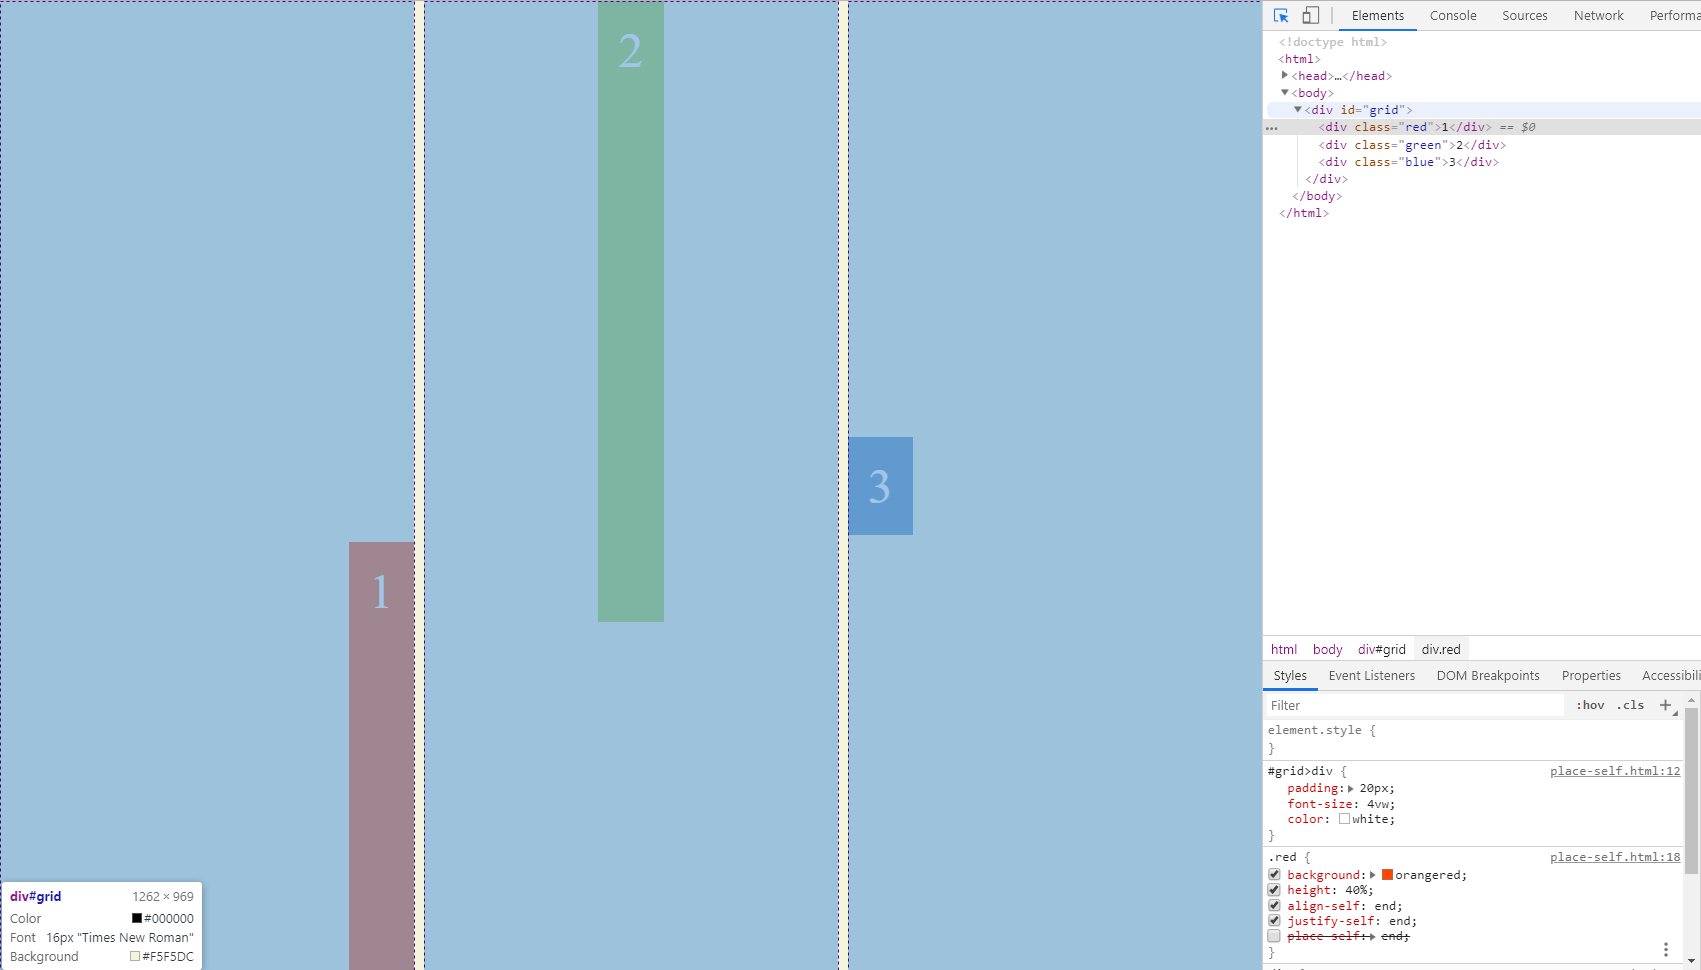 2
3
1
div#grid 1262 × 969
Color #000000
Font 16px "Times New Roman"
Background #F5F5DC
Elements Console Sources Network Performa
<!doctype html>
<html>
<head>…</head>
<body>
<div id="grid">
… <div class="red">1</div> == $0
<div class="green">2</div>
<div class="blue">3</div>
</div>
</body>
</html>
html body div#grid div.red
Styles Event Listeners DOM Breakpoints Properties Accessibili
Filter :hov .cls +
element.style {
}
#grid>div { place-self.html:12
padding: 20px;
font-size: 4vw;
color: white;
}
.red { place-self.html:18
background: orangered;
height: 40%;
align-self: end;
justify-self: end;
place-self: end;
}